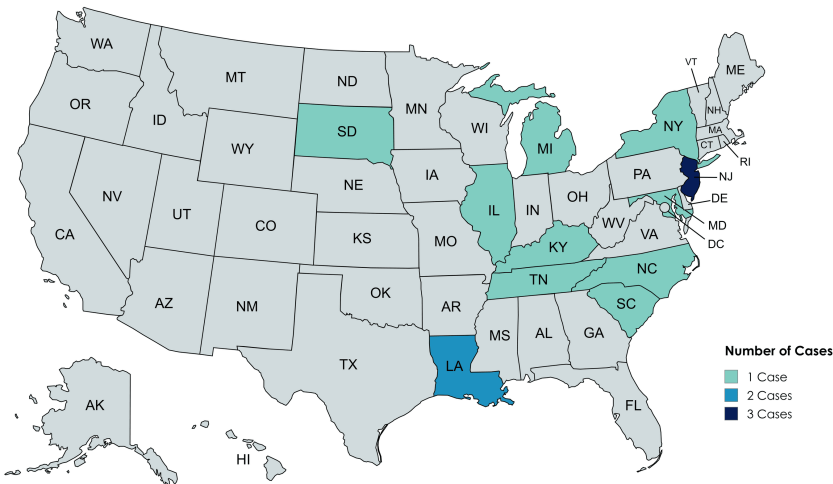 WA
MT
ND
MN
VT
ME
OR
ID
SD
WI
MI
NY
NH
MA
CT
RI
WY
IA
NE
PA
NJ
NV
UT
CO
IL
IN
OH
DE
MD
DC
CA
KS
MO
KY
WV
VA
AZ
NM
OK
AR
TN
NC
SC
MS
AL
GA
TX
LA
FL
AK
HI
Number of Cases
1 Case
2 Cases
3 Cases